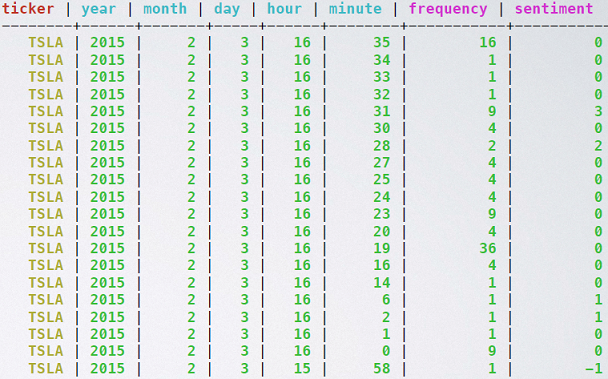 ticker | year | month | day | hour | minute | frequency | sentiment
TSLA | 2015 | 2 | 3 | 16 | 35 | 16 | 0
TSLA | 2015 | 2 | 3 | 16 | 34 | 1 | 0
TSLA | 2015 | 2 | 3 | 16 | 33 | 1 | 0
TSLA | 2015 | 2 | 3 | 16 | 32 | 1 | 0
TSLA | 2015 | 2 | 3 | 16 | 31 | 9 | 3
TSLA | 2015 | 2 | 3 | 16 | 30 | 4 | 0
TSLA | 2015 | 2 | 3 | 16 | 28 | 2 | 2
TSLA | 2015 | 2 | 3 | 16 | 27 | 4 | 0
TSLA | 2015 | 2 | 3 | 16 | 25 | 4 | 0
TSLA | 2015 | 2 | 3 | 16 | 24 | 4 | 0
TSLA | 2015 | 2 | 3 | 16 | 23 | 9 | 0
TSLA | 2015 | 2 | 3 | 16 | 20 | 4 | 0
TSLA | 2015 | 2 | 3 | 16 | 19 | 36 | 0
TSLA | 2015 | 2 | 3 | 16 | 16 | 4 | 0
TSLA | 2015 | 2 | 3 | 16 | 14 | 1 | 0
TSLA | 2015 | 2 | 3 | 16 | 6 | 1 | 1
TSLA | 2015 | 2 | 3 | 16 | 2 | 1 | 1
TSLA | 2015 | 2 | 3 | 16 | 1 | 1 | 0
TSLA | 2015 | 2 | 3 | 16 | 0 | 9 | 0
TSLA | 2015 | 2 | 3 | 15 | 58 | 1 | -1